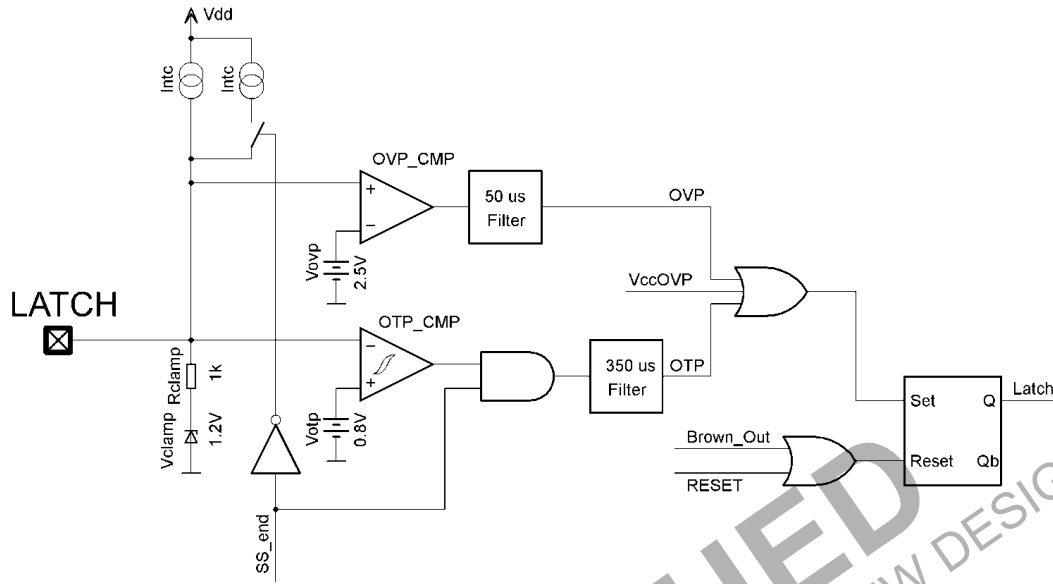 Vdd
Intc
Intc
OVP_CMP
+
−
Vovp
2.5V
50 us
Filter
OVP
VccOVP
LATCH
OTP_CMP
−
+
Votp
0.8V
350 us
Filter
OTP
Rclamp
1k
Vclamp
1.2V
Set
Q
Latch
Reset
Qb
Brown_Out
RESET
SS_end